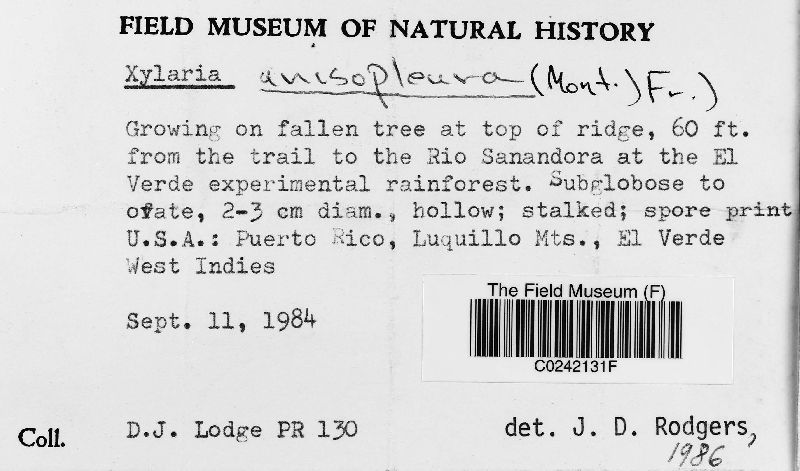 FIELD MUSEUM OF NATURAL HISTORY
Xylaria anisopleura (Mont.) Fr.)
Growing on fallen tree at top of ridge, 60 ft.
from the trail to the Rio Sanandora at the El
Verde experimental rainforest. Subglobose to
ovate, 2-3 cm diam., hollow; stalked; spore print
U.S.A.: Puerto Rico, Luquillo Mts., El Verde
West Indies
The Field Museum (F)
Sept. 11, 1984
C0242131F
Coll. D.J. Lodge PR 130 det. J. D. Rodgers,
1986